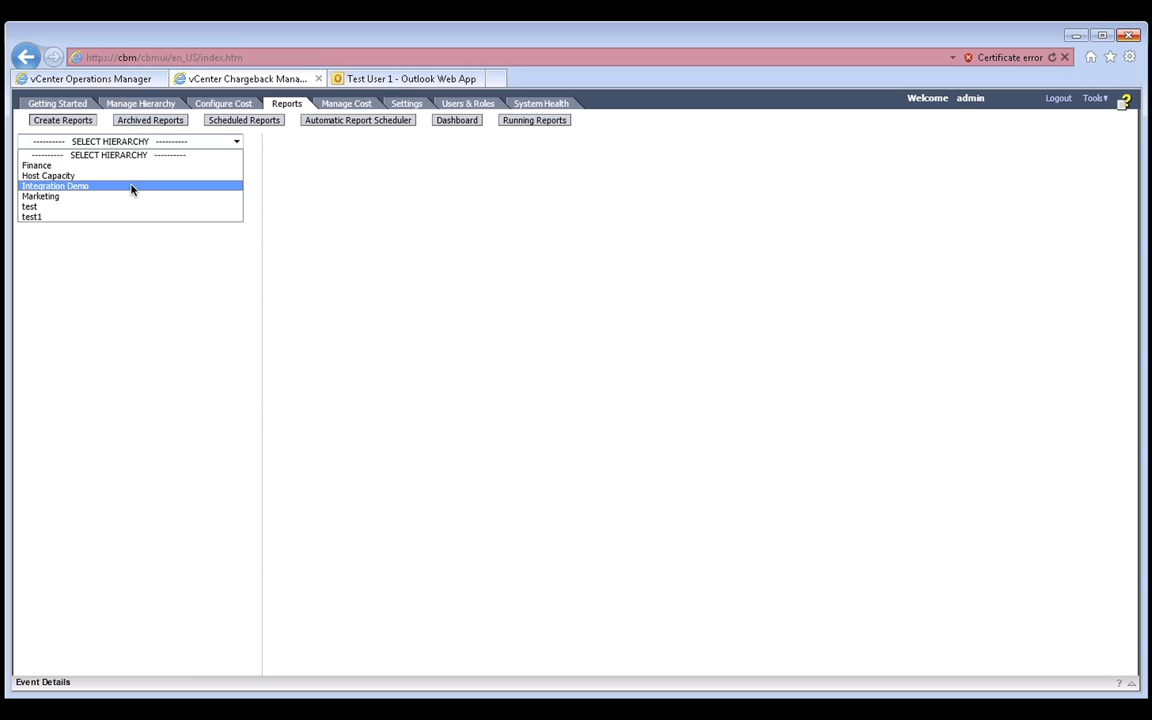 https://cbm/cbmui/en_US/index.htm
Certificate error
vCenter Operations Manager
vCenter Chargeback Mana...
Test User 1 - Outlook Web App
Getting Started
Manage Hierarchy
Configure Cost
Reports
Manage Cost
Settings
Users & Roles
System Health
Welcome admin
Logout
Tools
Create Reports
Archived Reports
Scheduled Reports
Automatic Report Scheduler
Dashboard
Running Reports
---------- SELECT HIERARCHY ----------
---------- SELECT HIERARCHY ----------
Finance
Host Capacity
Integration Demo
Marketing
test
test1
Event Details